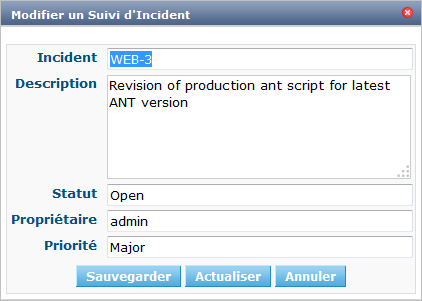 Modifier un Suivi d'Incident
Incident WEB-3
Description Revision of production ant script for latest
ANT version
Statut Open
Propriétaire admin
Priorité Major
Sauvegarder Actualiser Annuler